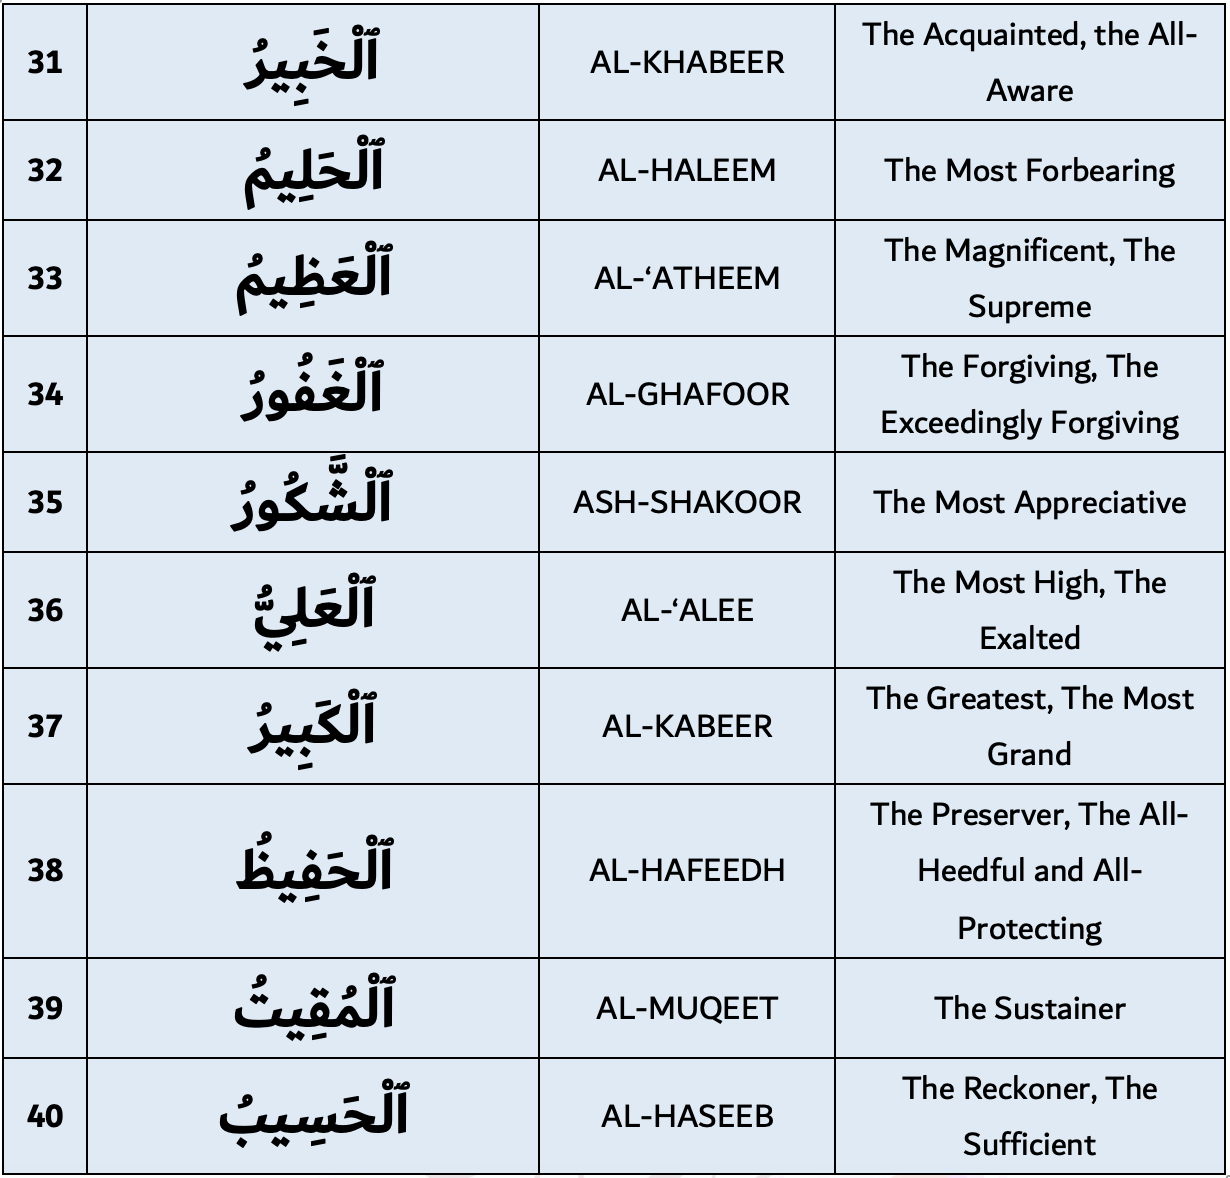 31 ٱلْخَبِيرُ AL-KHABEER The Acquainted, the All-
Aware
32 ٱلْحَلِيمُ AL-HALEEM The Most Forbearing
33 ٱلْعَظِيمُ AL-‘ATHEEM The Magnificent, The
Supreme
34 ٱلْغَفُورُ AL-GHAFOOR The Forgiving, The
Exceedingly Forgiving
35 ٱلْشَّكُورُ ASH-SHAKOOR The Most Appreciative
36 ٱلْعَلِيُّ AL-‘ALEE The Most High, The
Exalted
37 ٱلْكَبِيرُ AL-KABEER The Greatest, The Most
Grand
38 ٱلْحَفِيظُ AL-HAFEEDH The Preserver, The All-
Heedful and All-
Protecting
39 ٱلْمُقِيتُ AL-MUQEET The Sustainer
40 ٱلْحَسِيبُ AL-HASEEB The Reckoner, The
Sufficient